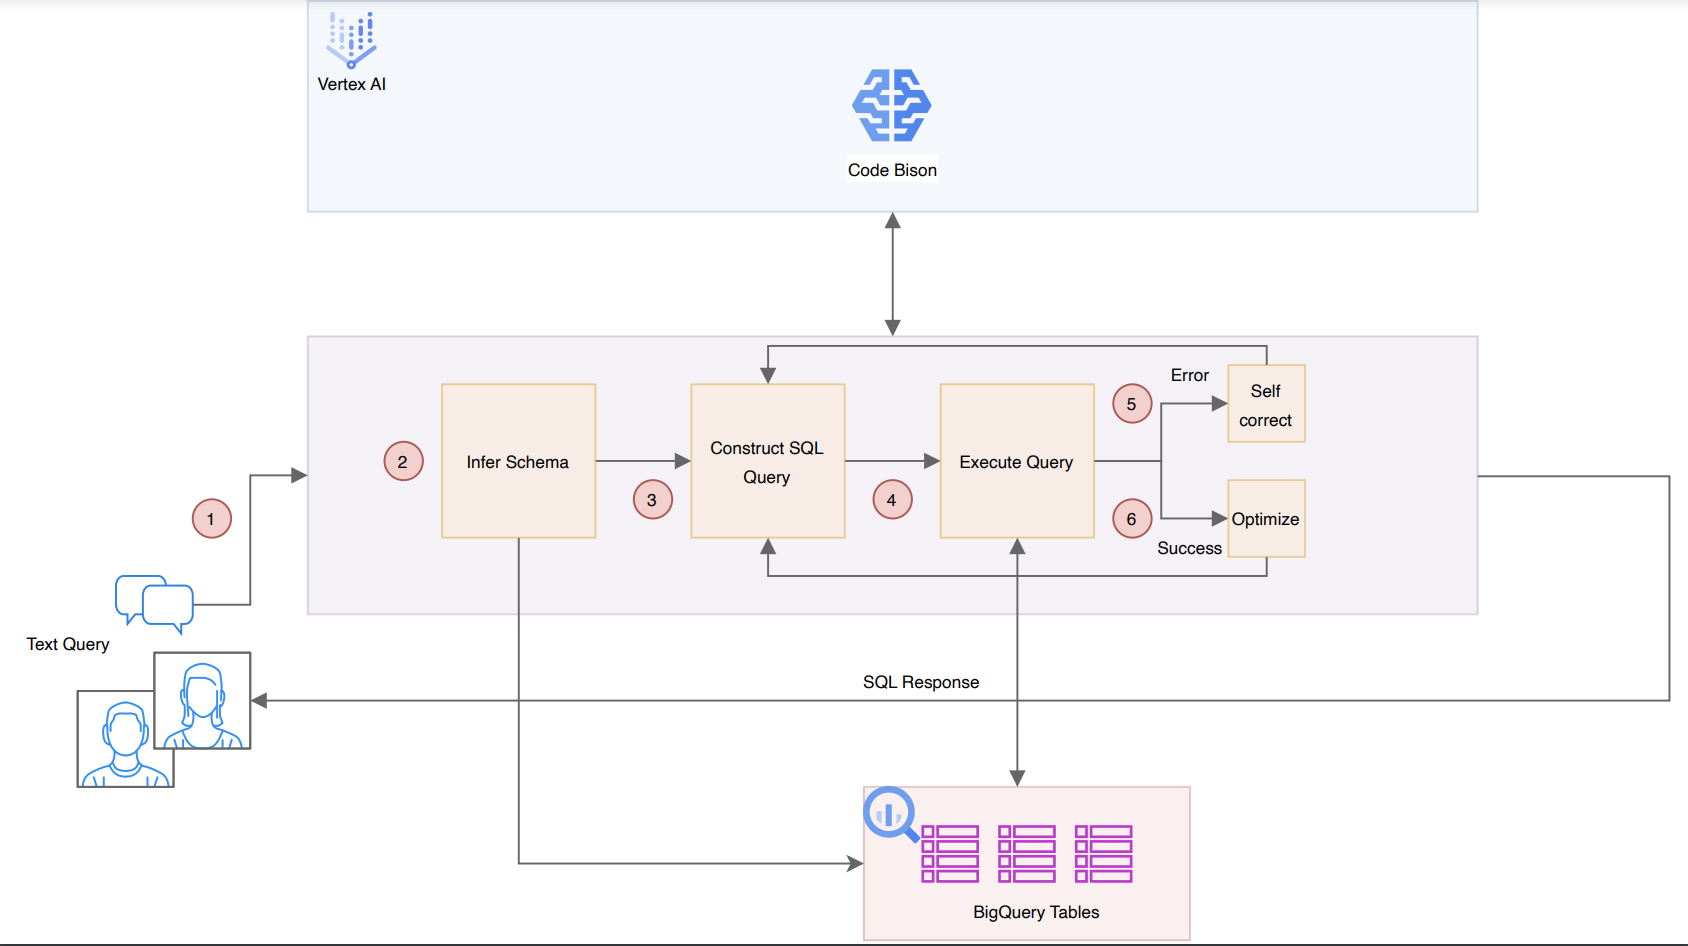 Vertex AI
Code Bison
Error
Self
correct
5
Infer Schema
Construct SQL
Query
Execute Query
2
3
4
6
Optimize
Success
1
Text Query
SQL Response
BigQuery Tables